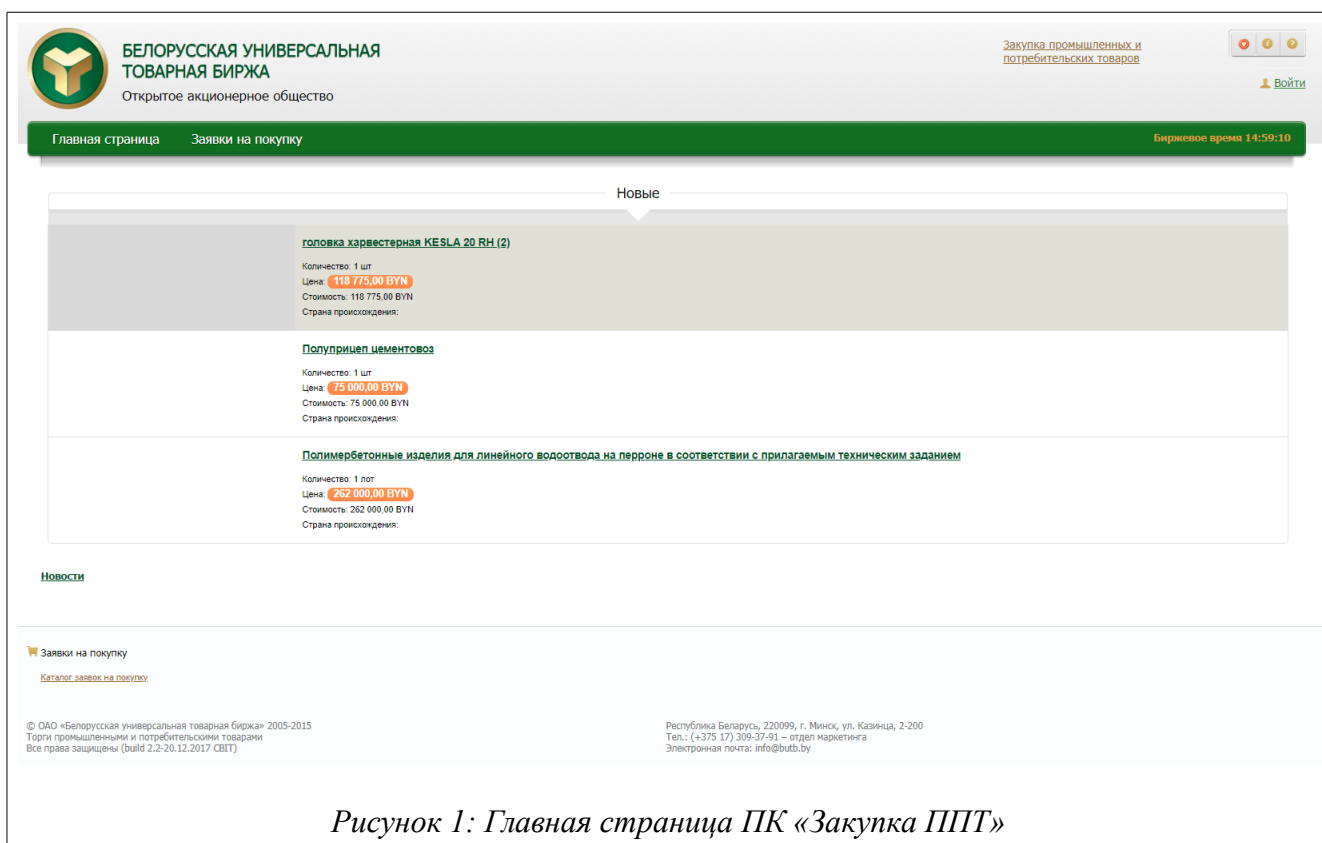 БЕЛОРУССКАЯ УНИВЕРСАЛЬНАЯ
ТОВАРНАЯ БИРЖА
Открытое акционерное общество
Закупка промышленных и
потребительских товаров
Войти
Главная страница
Заявки на покупку
Биржевое время 14:59:10
Новые
головка харвестерная KESLA 20 RH (2)
Количество: 1 шт
Цена: 118 775,00 BYN
Стоимость: 118 775,00 BYN
Страна происхождения:
Полуприцеп цементовоз
Количество: 1 шт
Цена: 75 000,00 BYN
Стоимость: 75 000,00 BYN
Страна происхождения:
Полимербетонные изделия для линейного водоотвода на перроне в соответствии с прилагаемым техническим заданием
Количество: 1 лот
Цена: 262 000,00 BYN
Стоимость: 262 000,00 BYN
Страна происхождения:
Новости
Заявки на покупку
Каталог заявок на покупку
© ОАО «Белорусская универсальная товарная биржа» 2005-2015
Торги промышленными и потребительскими товарами
Все права защищены (build 2.2-20.12.2017 СВIT)
Республика Беларусь, 220099, г. Минск, ул. Казинца, 2-200
Тел.: (+375 17) 309-37-91 – отдел маркетинга
Электронная почта: info@butb.by
Рисунок 1: Главная страница ПК «Закупка ППТ»